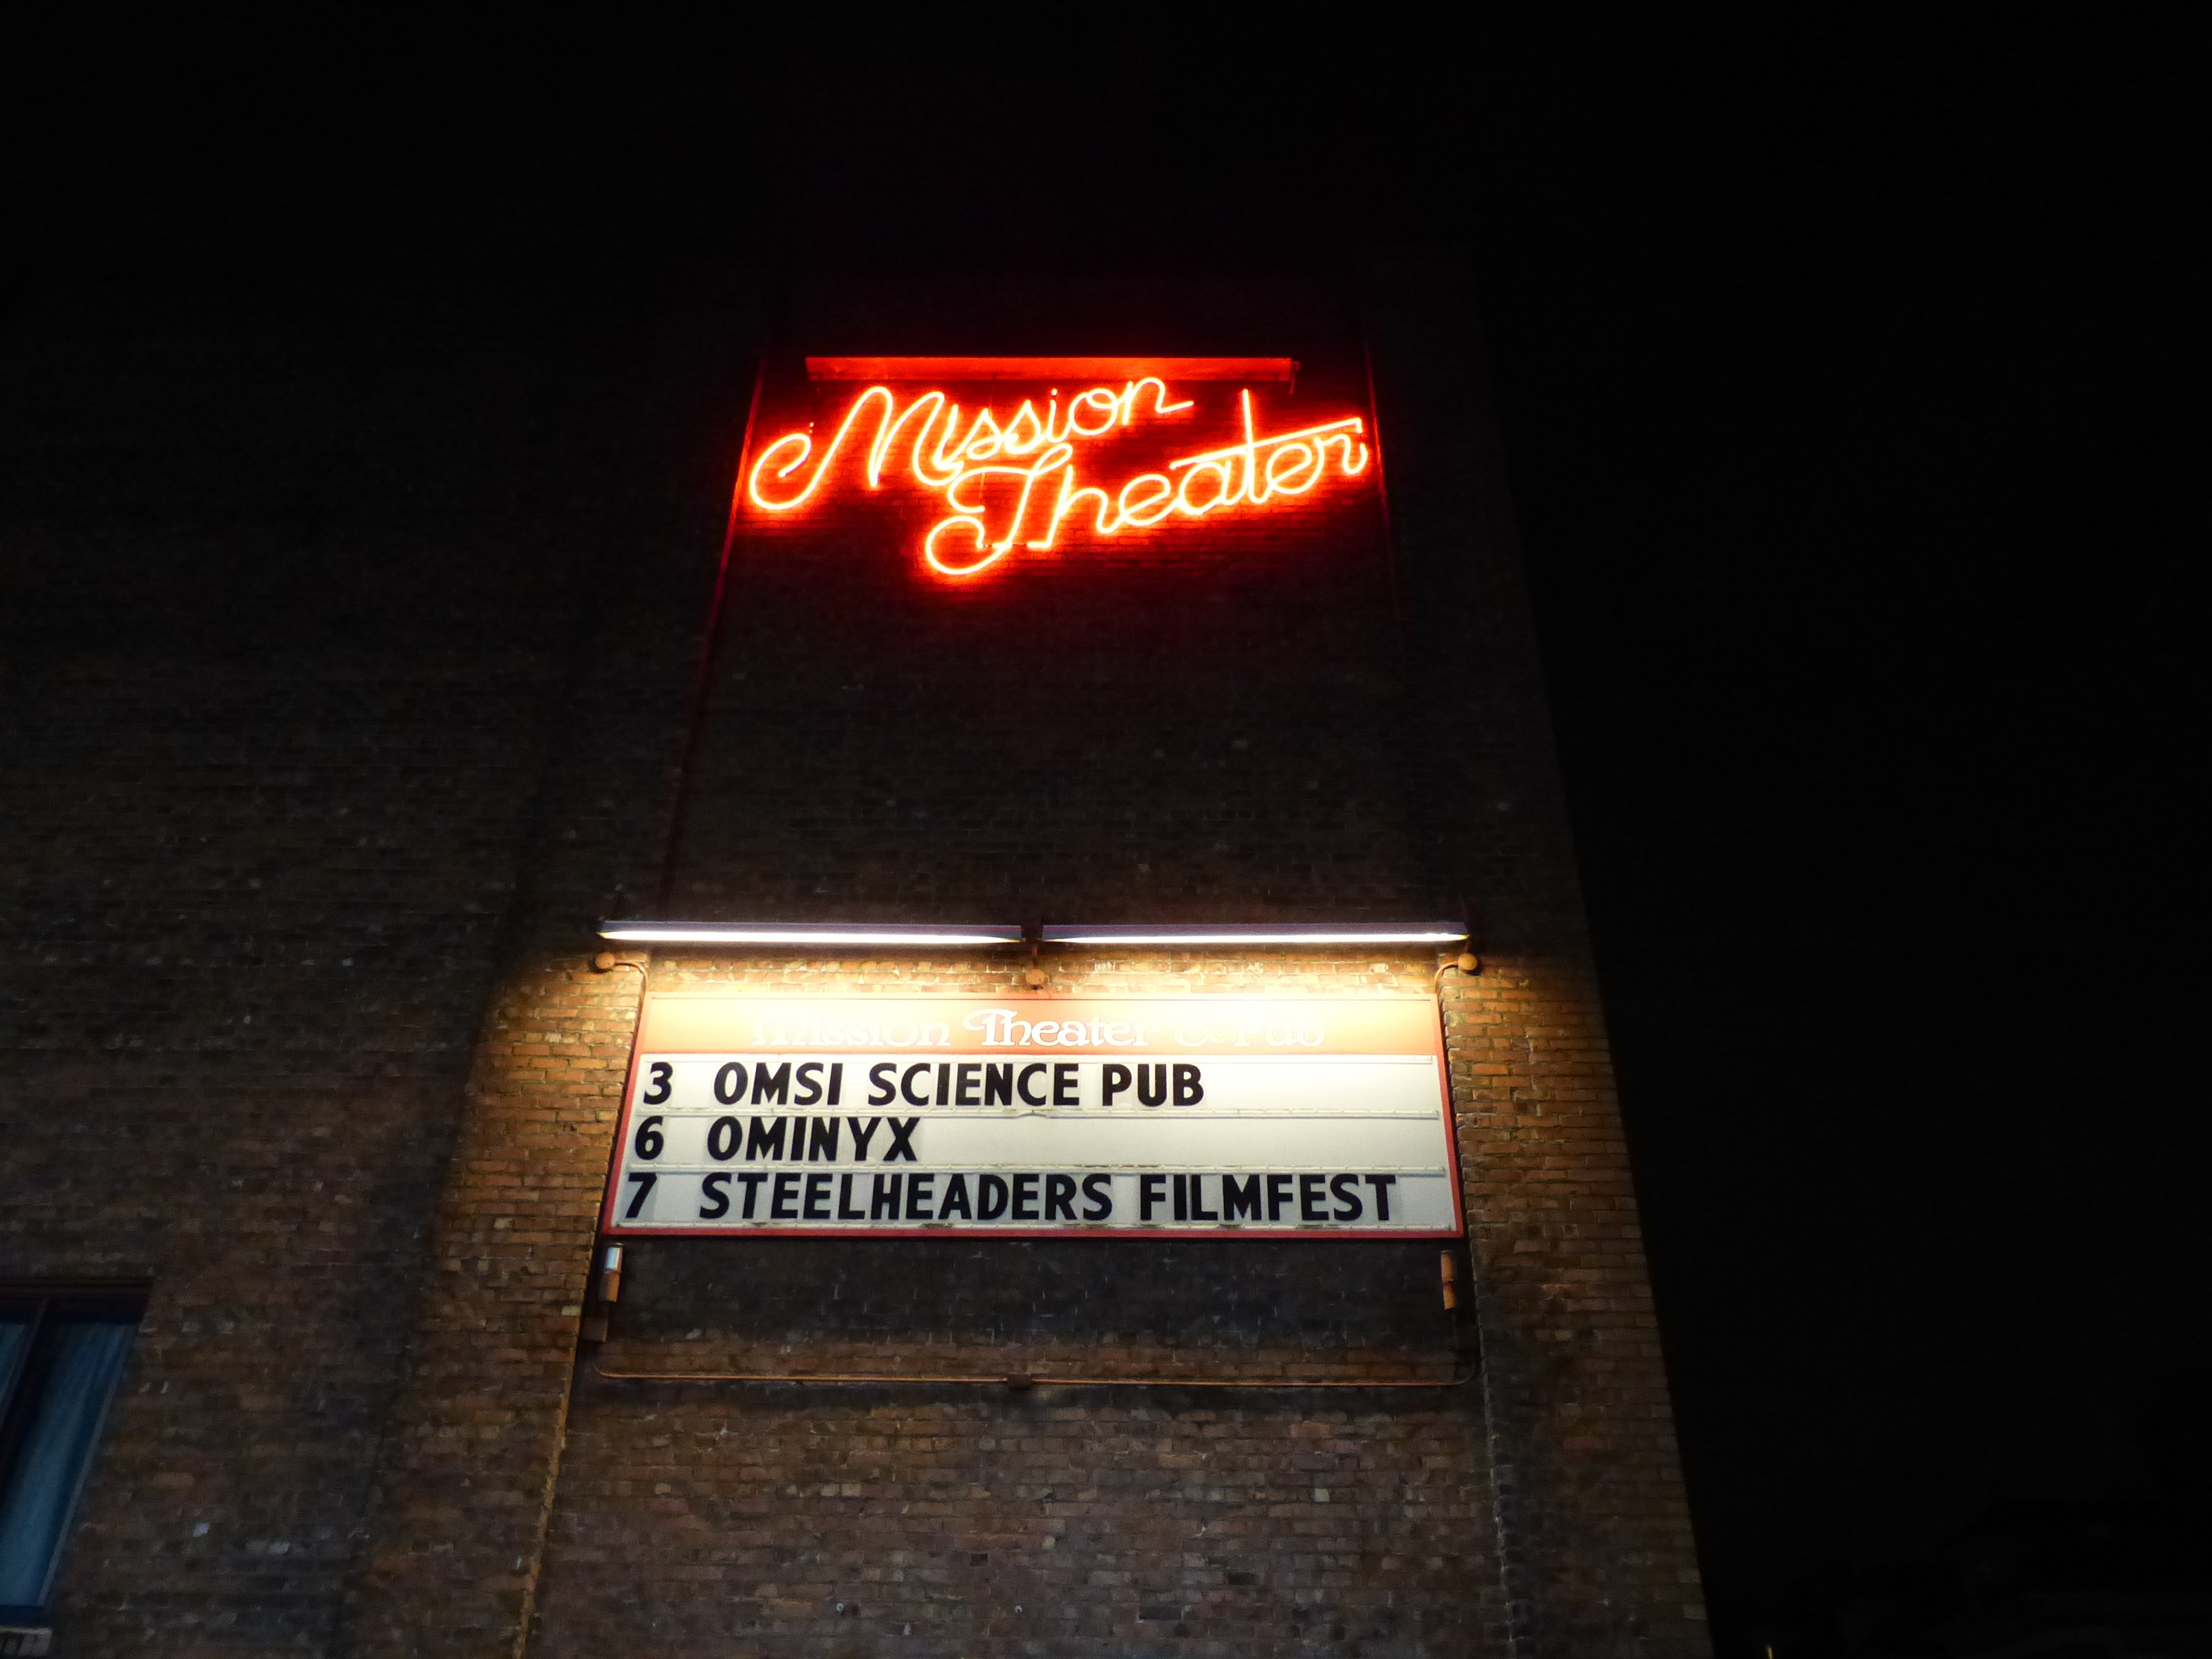 Mission
Theater
Mission Theater & Pub
3 OMSI SCIENCE PUB
6 OMINYX
7 STEELHEADERS FILMFEST